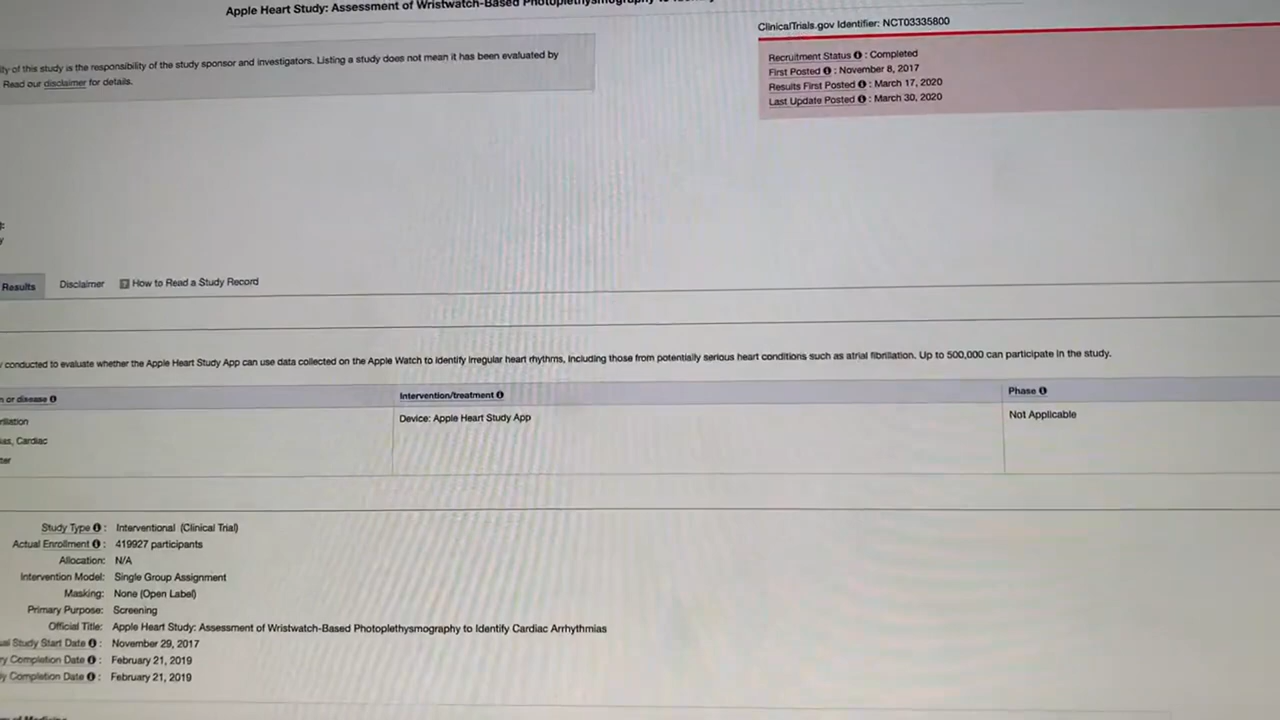 Apple Heart Study: Assessment of Wristwatch-Based Photoplethysmography to
ClinicalTrials.gov Identifier: NCT03335800
ity of this study is the responsibility of the study sponsor and investigators. Listing a study does not mean it has been evaluated by
Read our disclaimer for details.
Recruitment Status : Completed
First Posted : November 8, 2017
Results First Posted : March 17, 2020
Last Update Posted : March 30, 2020
Results Disclaimer How to Read a Study Record
conducted to evaluate whether the Apple Heart Study App can use data collected on the Apple Watch to identify irregular heart rhythms, including those from potentially serious heart conditions such as atrial fibrillation. Up to 500,000 can participate in the study.
n or disease Intervention/treatment Phase
rillation Device: Apple Heart Study App Not Applicable
ias, Cardiac
ter
Study Type : Interventional (Clinical Trial)
Actual Enrollment : 419927 participants
Allocation: N/A
Intervention Model: Single Group Assignment
Masking: None (Open Label)
Primary Purpose: Screening
Official Title: Apple Heart Study: Assessment of Wristwatch-Based Photoplethysmography to Identify Cardiac Arrhythmias
ual Study Start Date : November 29, 2017
ry Completion Date : February 21, 2019
y Completion Date : February 21, 2019